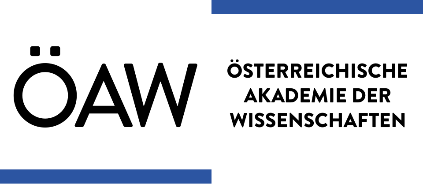 ÖAW
ÖSTERREICHISCHE
AKADEMIE DER
WISSENSCHAFTEN